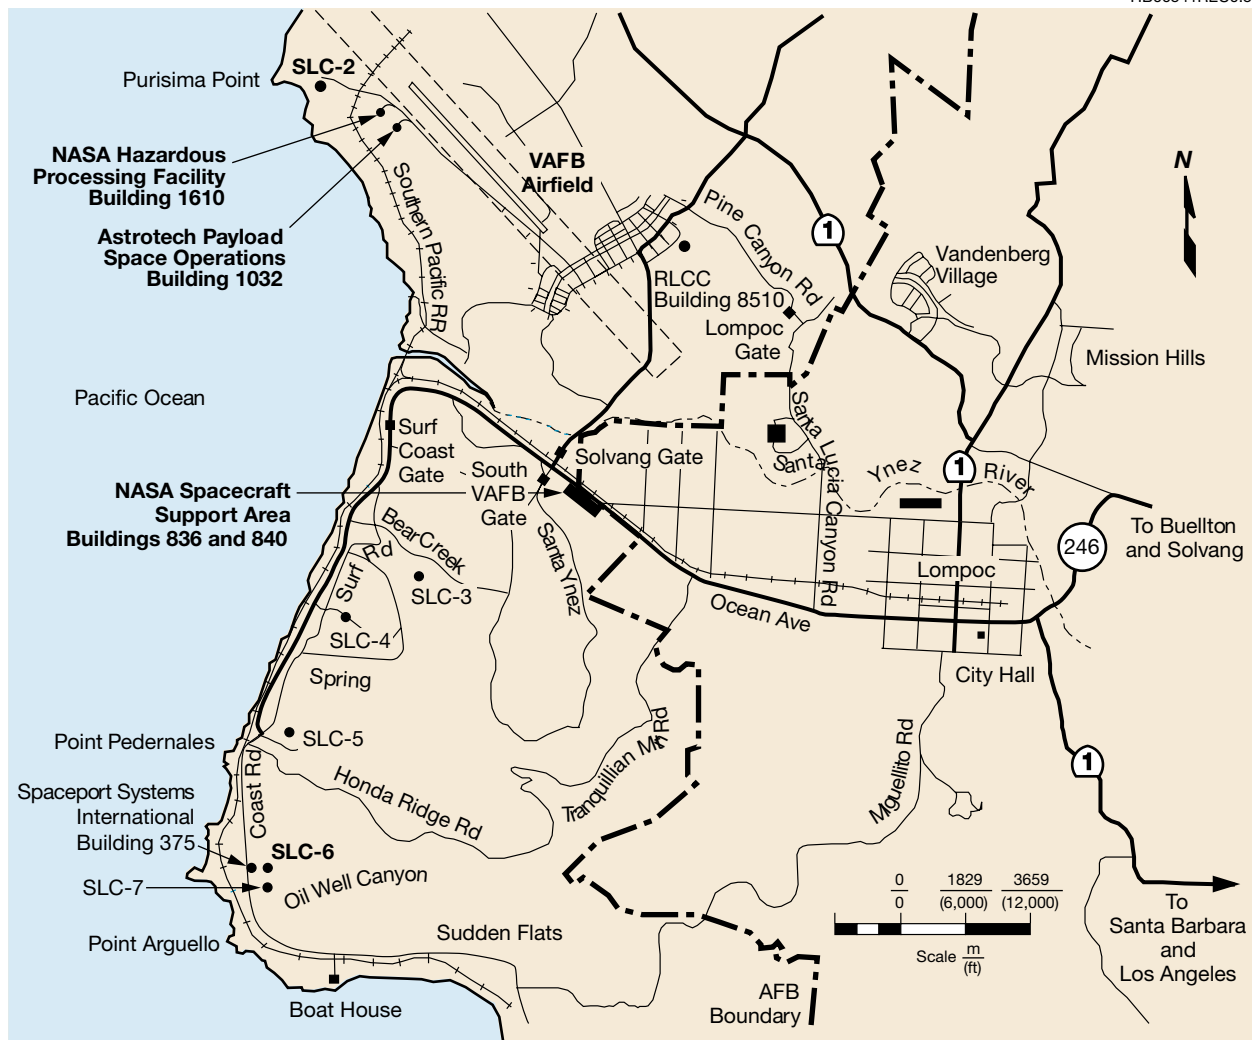 SLC-2
Purisima Point
NASA Hazardous
Processing Facility
Building 1610
VAFB
Airfield
N
Astrotech Payload
Space Operations
Building 1032
Southern Pacific RR
Pine Canyon Rd
1
Vandenberg
Village
RLCC
Building 8510
Lompoc
Gate
Mission Hills
Pacific Ocean
Surf
Coast
Gate
Santa Lucia Canyon Rd
Solvang Gate
Santa
Ynez
River
1
South
VAFB
Gate
NASA Spacecraft
Support Area
Buildings 836 and 840
BearCreek
Surf Rd
Santa Ynez
To Buellton
and Solvang
246
Lompoc
SLC-3
Ocean Ave
SLC-4
Spring
City Hall
SLC-5
Point Pedernales
Tranquillian Mtn Rd
Miguellito Rd
1
Honda Ridge Rd
Coast Rd
Spaceport Systems
International
Building 375
SLC-6
SLC-7
Oil Well Canyon
0 1829 3659
0 (6,000) (12,000)
Scale m
(ft)
To
Santa Barbara
and
Los Angeles
Point Arguello
Sudden Flats
AFB
Boundary
Boat House